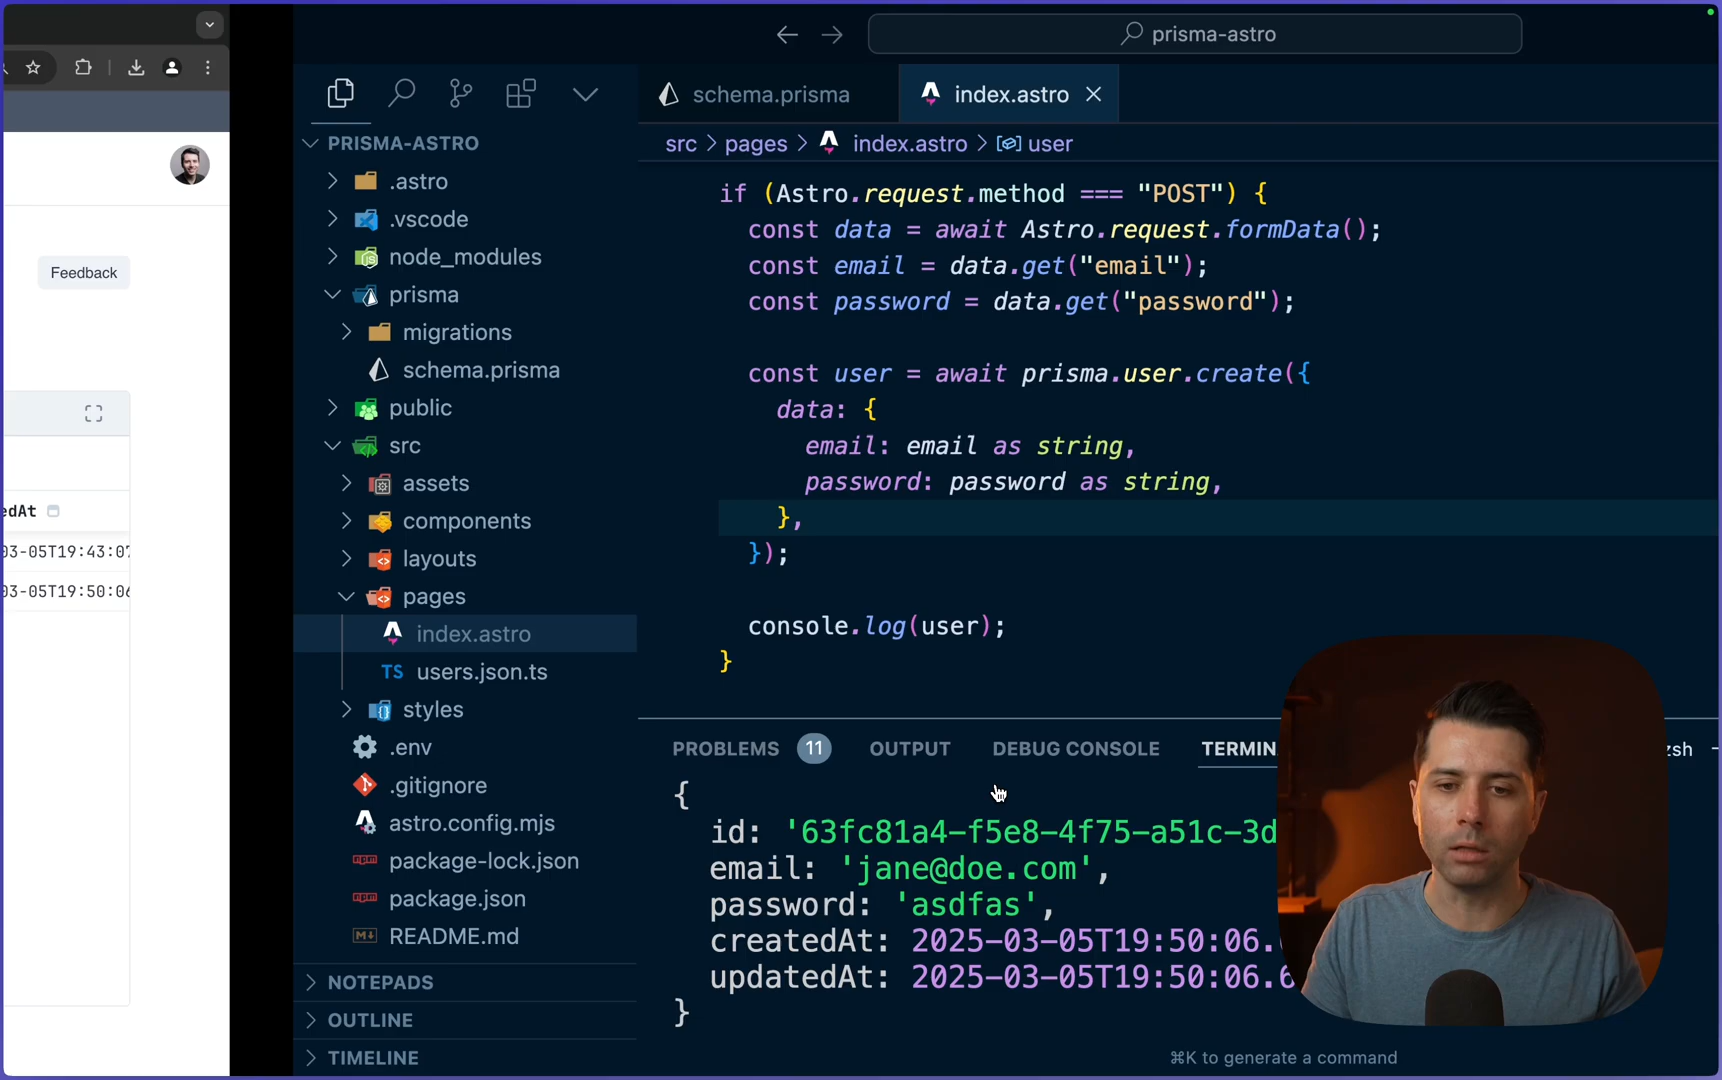 Feedback
edAt
03-05T19:43:07
03-05T19:50:06
prisma-astro
PRISMA-ASTRO
.astro
.vscode
node_modules
prisma
migrations
schema.prisma
public
src
assets
components
layouts
pages
index.astro
users.json.ts
styles
.env
.gitignore
astro.config.mjs
package-lock.json
package.json
README.md
NOTEPADS
OUTLINE
TIMELINE
schema.prisma
index.astro
src > pages > index.astro > user
if (Astro.request.method === "POST") {
const data = await Astro.request.formData();
const email = data.get("email");
const password = data.get("password");
const user = await prisma.user.create({
data: {
email: email as string,
password: password as string,
},
});
console.log(user);
}
PROBLEMS 11 OUTPUT DEBUG CONSOLE TERMIN zsh
{
id: '63fc81a4-f5e8-4f75-a51c-3d
email: 'jane@doe.com',
password: 'asdfas',
createdAt: 2025-03-05T19:50:06.
updatedAt: 2025-03-05T19:50:06.6
}
⌘K to generate a command